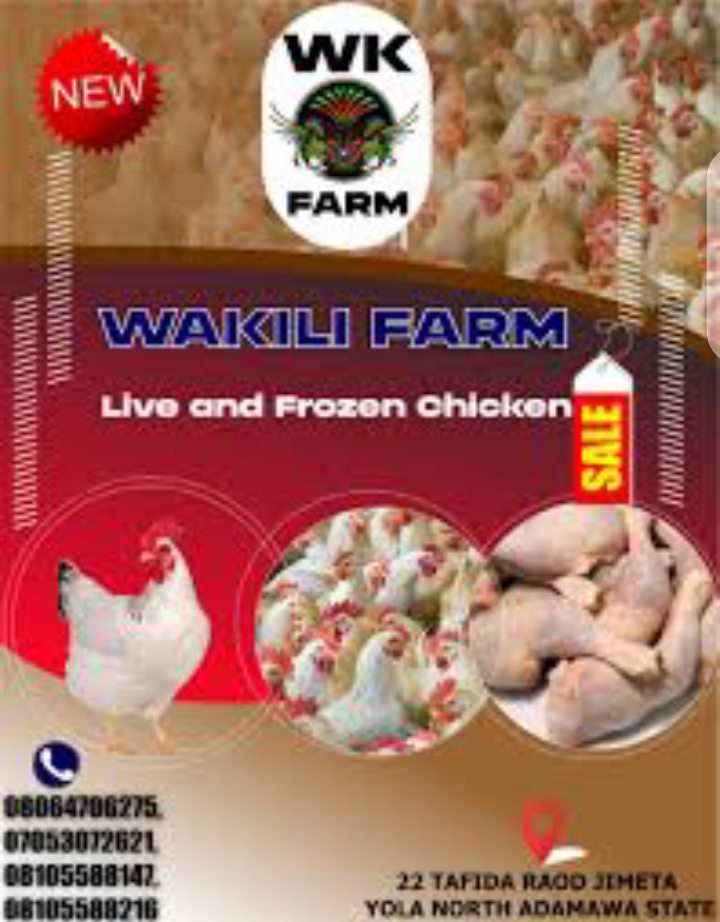 NEW
WK
FARM
WAKILI FARM
Live and Frozen Chicken
SALE
08064706275,
07053072621,
08105588147,
08105588216
22 TAFIDA RAOD JIMETA
YOLA NORTH ADAMAWA STATE